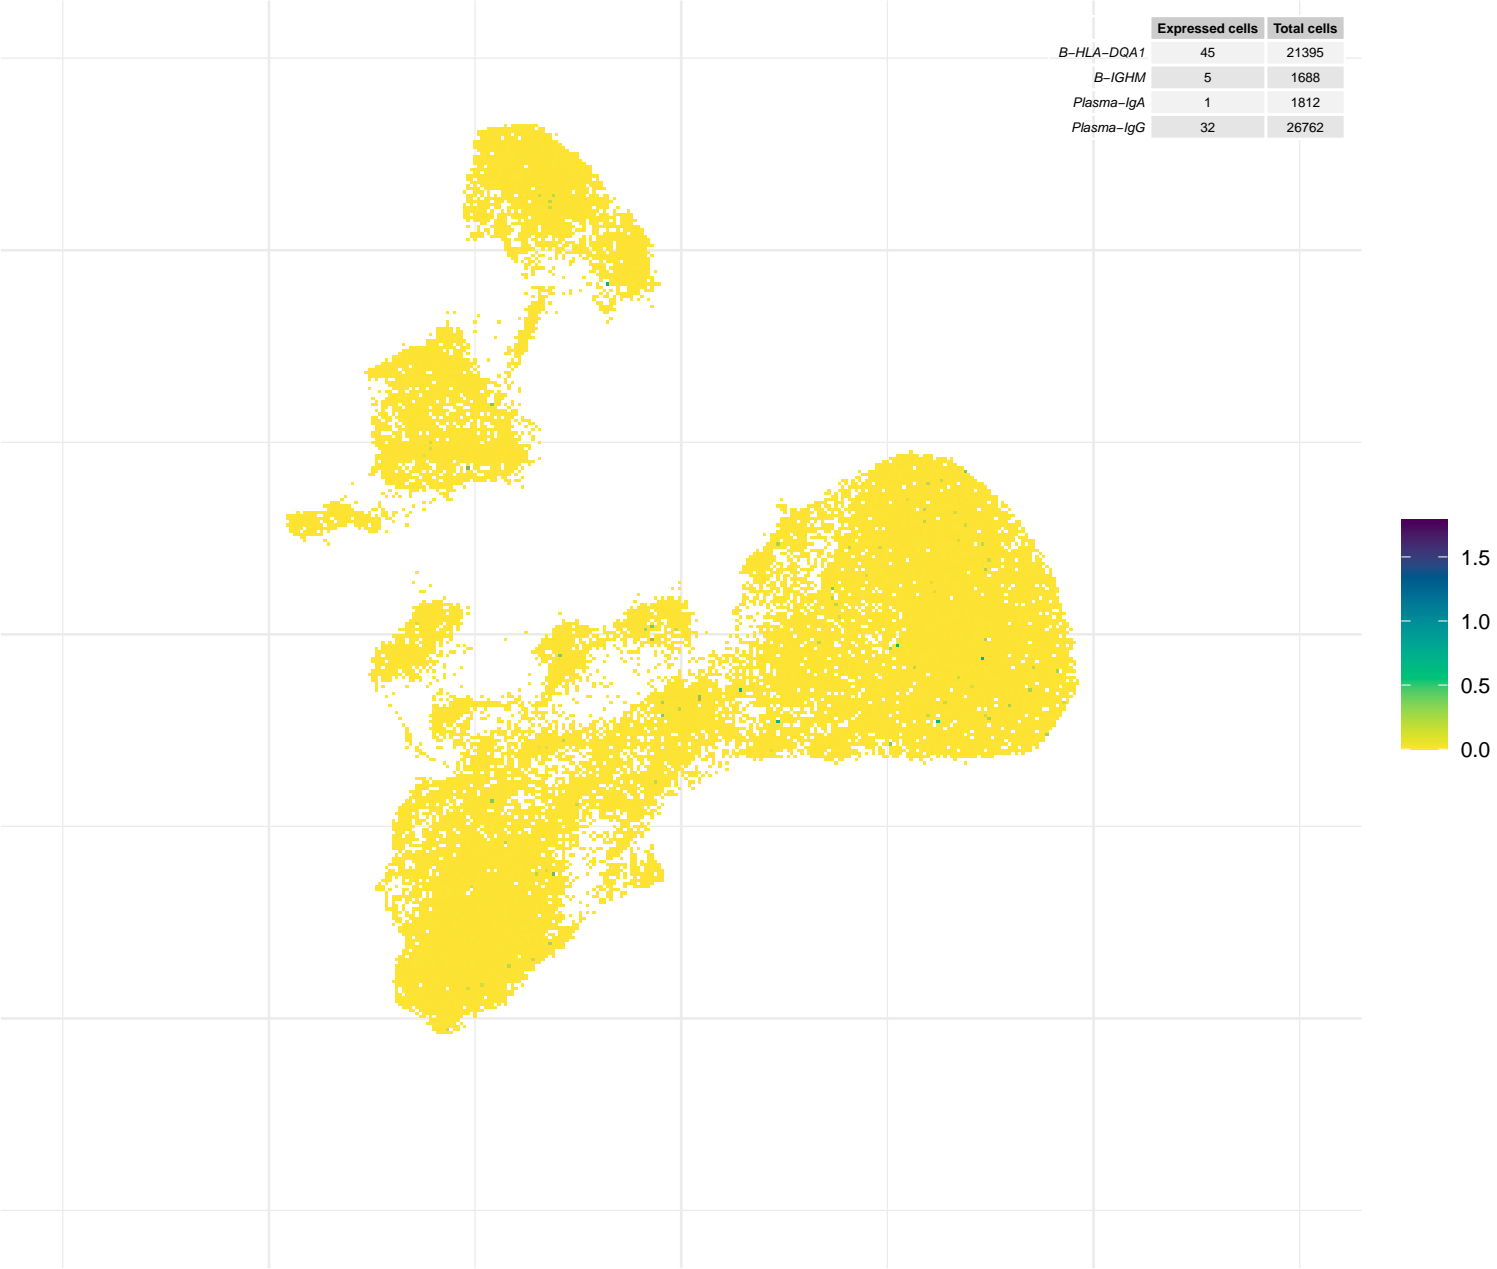 Expressed cells Total cells
B−HLA−DQA1 45 21395
B−IGHM 5 1688
Plasma−IgA 1 1812
Plasma−IgG 32 26762
1.5
1.0
0.5
0.0